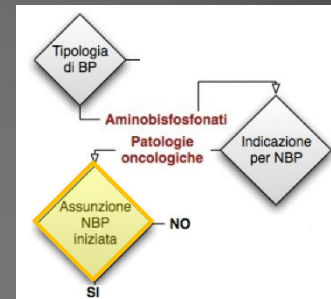 Tipologia
di BP
Aminobisfosfonati
Patologie
oncologiche
Indicazione
per NBP
Assunzione
NBP
iniziata
NO
SI